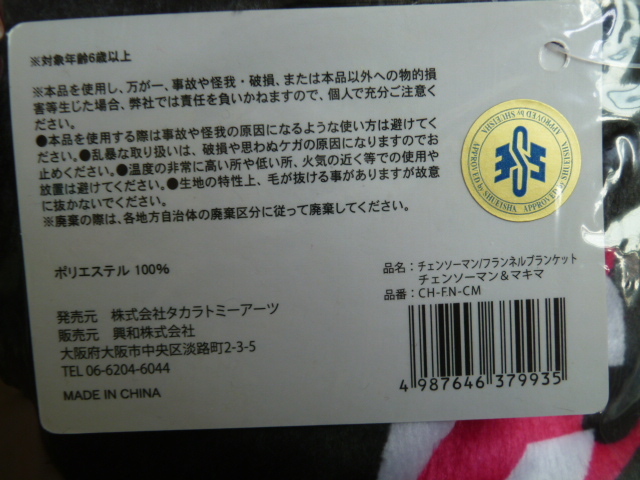 ※対象年齢6歳以上
※本品を使用し、万が一、事故や怪我・破損、または本品以外への物的損
害等生じた場合、弊社では責任を負いかねますので、個人で充分ご注意く
ださい。
●本品を使用する際は事故や怪我の原因になるような使い方は避けてく
ださい。●乱暴な取り扱いは、破損や思わぬケガの原因になりますのでお
止めください。●温度の非常に高い所や低い所、火気の近く等での使用や
放置は避けてください。●生地の特性上、毛が抜ける事がありますが故意
に抜かないでください。
※廃棄の際は、各地方自治体の廃棄区分に従って廃棄してください。
APPROVED by SHUEISHA
APPROVED by SHUEISHA
ポリエステル 100%
品名：チェンソーマン/フランネルブランケット
チェンソーマン＆マキマ
品番：CH-F.N-CM
発売元 株式会社タカラトミーアーツ
販売元 興和株式会社
大阪府大阪市中央区淡路町2-3-5
TEL 06-6204-6044
MADE IN CHINA
4 987646 379935